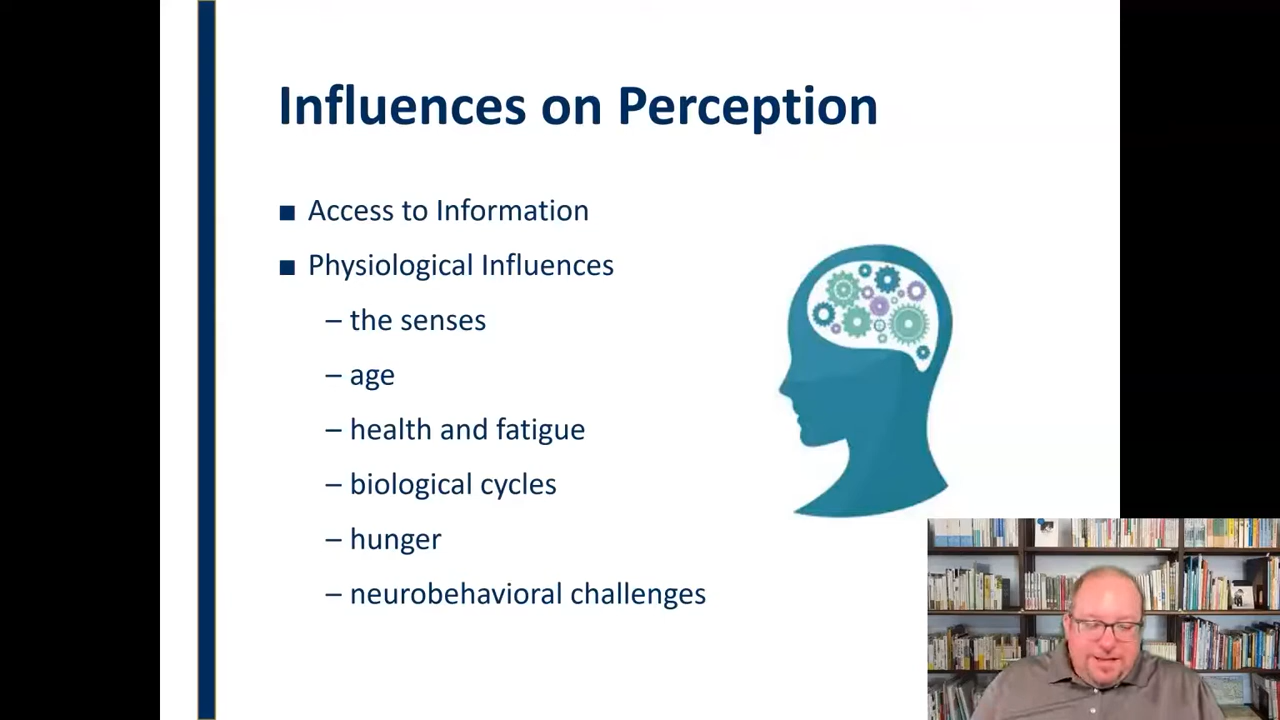 Influences on Perception
■ Access to Information
■ Physiological Influences
– the senses
– age
– health and fatigue
– biological cycles
– hunger
– neurobehavioral challenges